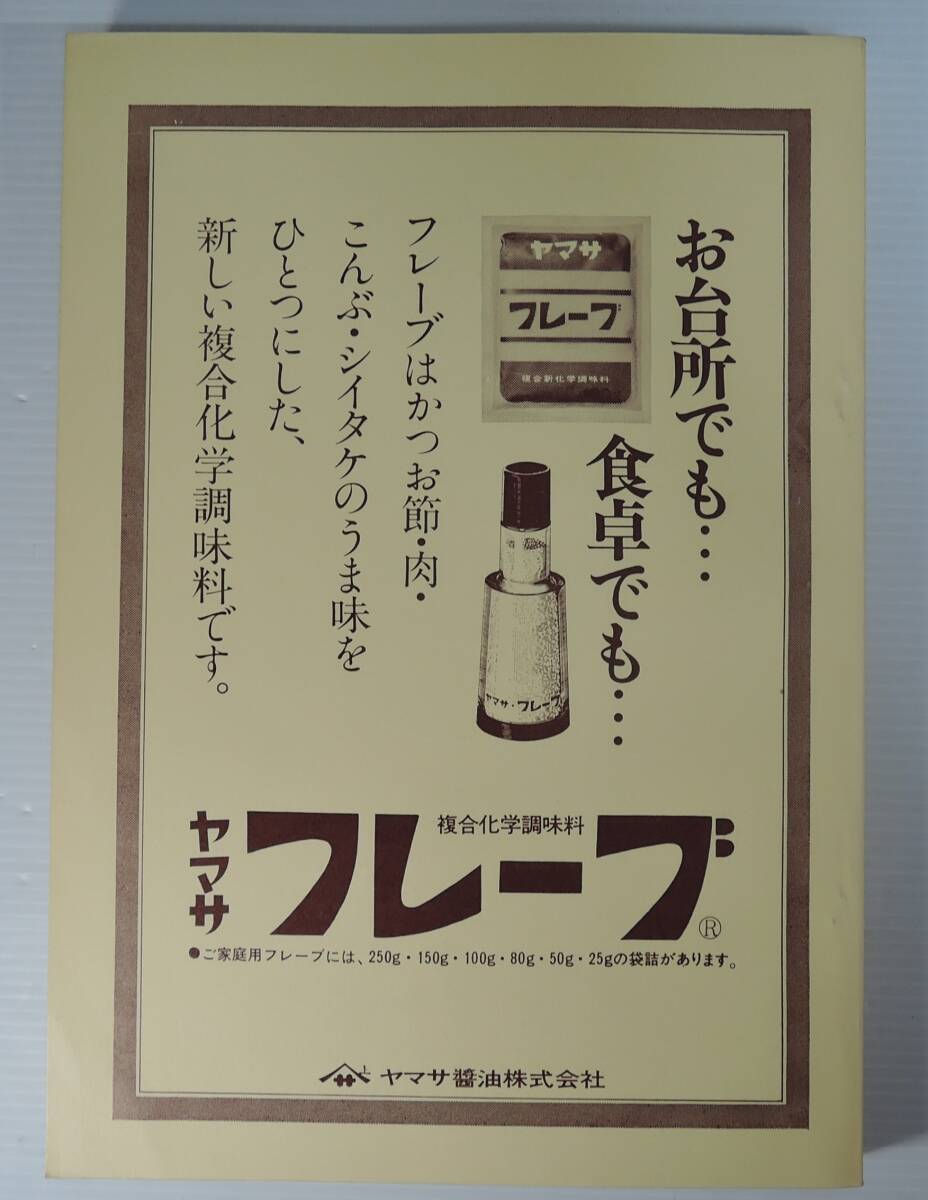 お台所でも…
食卓でも…
ヤマサ
フレーブ
複合新化学調味料
ヤマサ・フレーブ
フレーブはかつお節・肉・
こんぶ・シイタケのうま味を
ひとつにした、
新しい複合化学調味料です。
複合化学調味料
ヤマサ
フレーブ®
●ご家庭用フレーブには、250g・150g・100g・80g・50g・25gの袋詰があります。
ヤマサ醬油株式会社